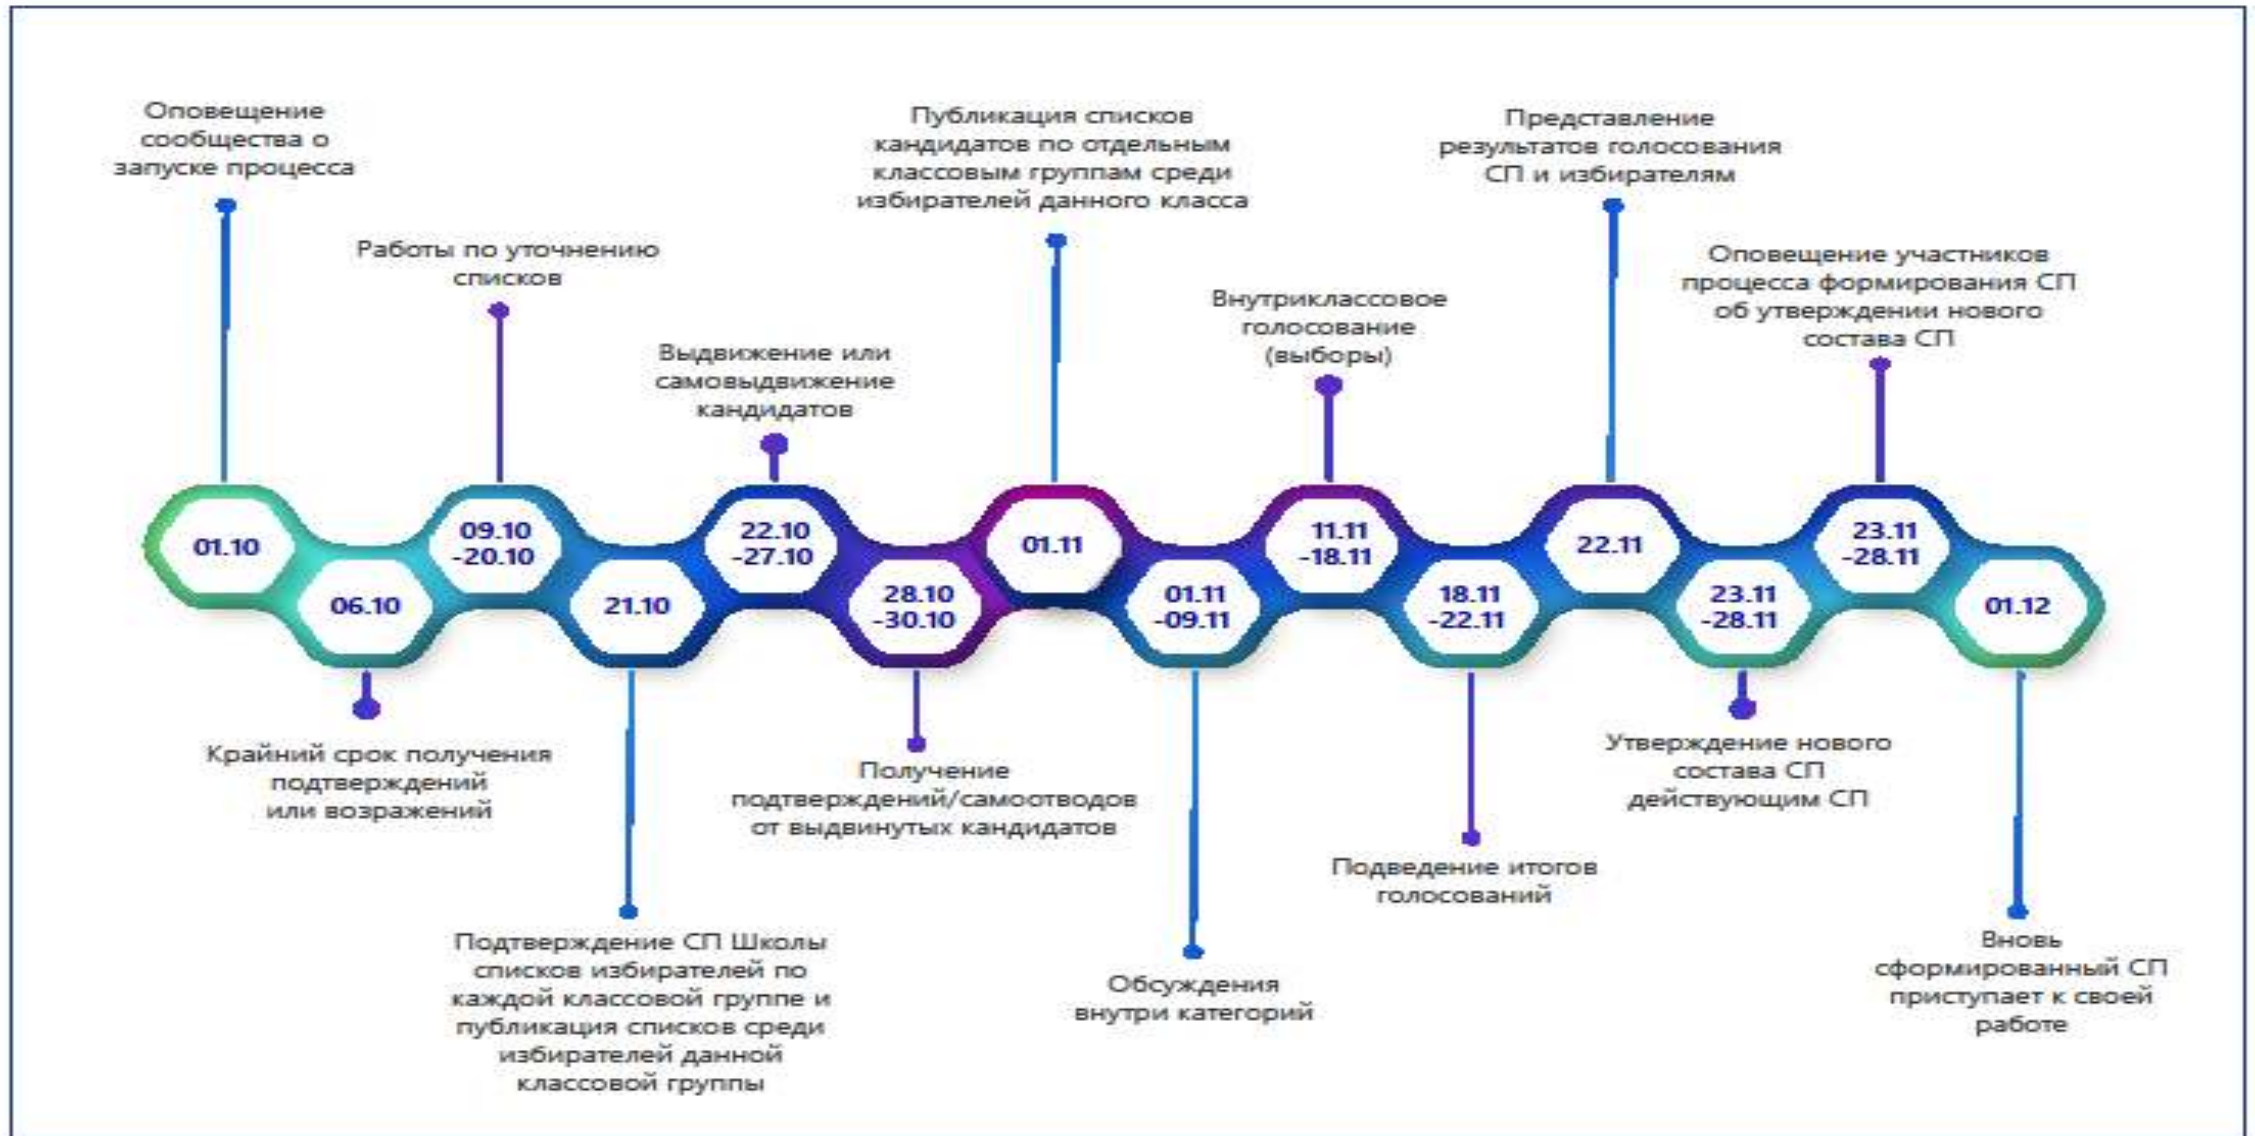 Оповещение
сообщества о
запуске процесса
01.10
06.10
Крайний срок получения
подтверждений
или возражений
Работы по уточнению
списков
09.10
-20.10
21.10
Подтверждение СП Школы
списков избирателей по
каждой классовой группе и
публикация списков среди
избирателей данной
классовой группы
Выдвижение или
самовыдвижение
кандидатов
22.10
-27.10
28.10
-30.10
Получение
подтверждений/самоотводов
от выдвинутых кандидатов
Публикация списков
кандидатов по отдельным
классовым группам среди
избирателей данного класса
01.11
01.11
-09.11
Обсуждения
внутри категорий
Внутриклассовое
голосование
(выборы)
11.11
-18.11
18.11
-22.11
Подведение итогов
голосований
Представление
результатов голосования
СП и избирателям
22.11
23.11
-28.11
Утверждение нового
состава СП
действующим СП
Оповещение участников
процесса формирования СП
об утверждении нового
состава СП
23.11
-28.11
01.12
Вновь
сформированный СП
приступает к своей
работе